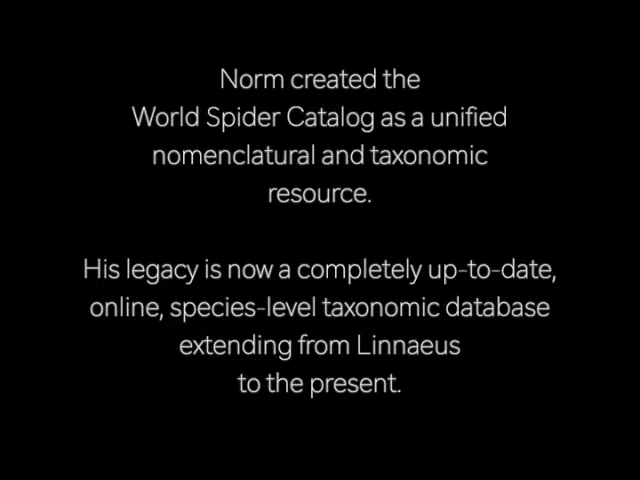 Norm created the
World Spider Catalog as a unified
nomenclatural and taxonomic
resource.
His legacy is now a completely up-to-date,
online, species-level taxonomic database
extending from Linnaeus
to the present.